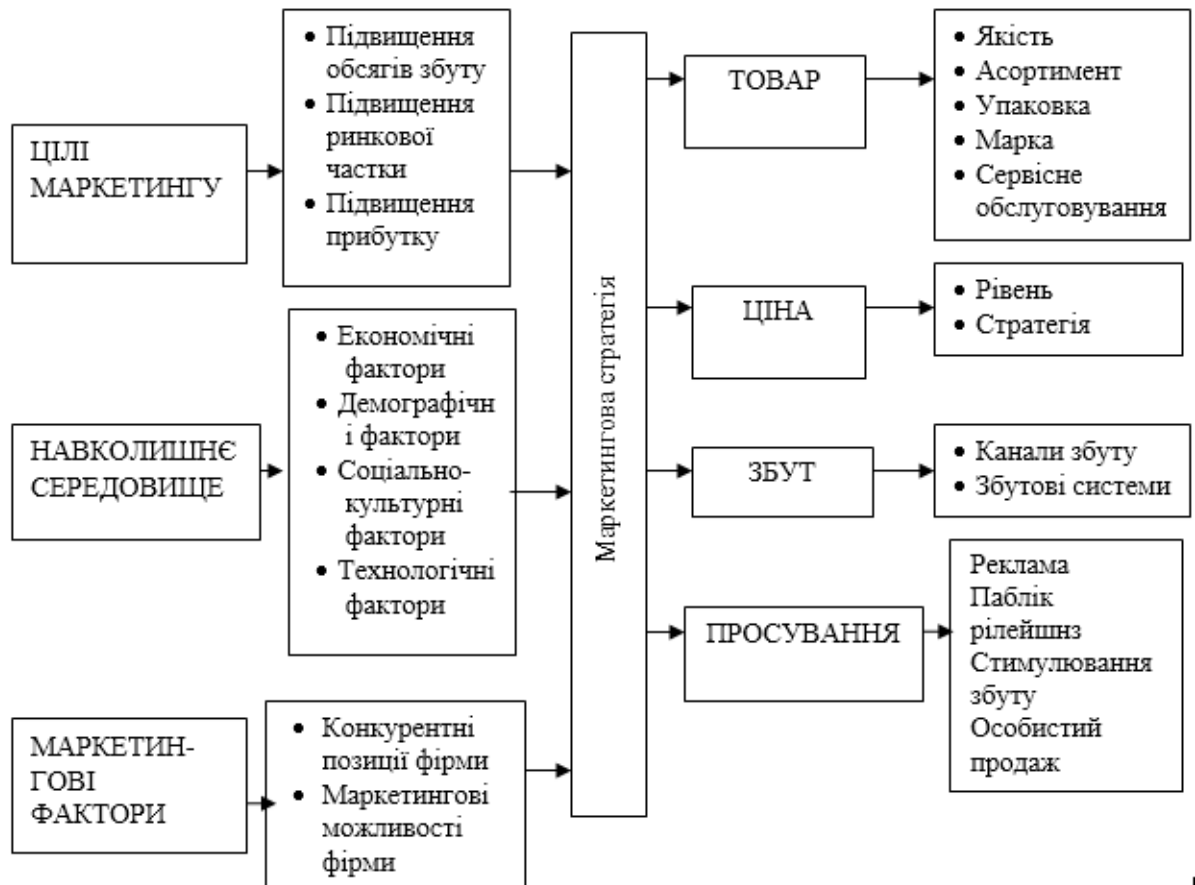 ЦІЛІ
МАРКЕТИНГУ
• Підвищення
обсягів збуту
• Підвищення
ринкової
частки
• Підвищення
прибутку
НАВКОЛИШНЄ
СЕРЕДОВИЩЕ
• Економічні
фактори
• Демографічн
і фактори
• Соціально-
культурні
фактори
• Технологічні
фактори
МАРКЕТИН-
ГОВІ
ФАКТОРИ
• Конкурентні
позиції фірми
• Маркетингові
можливості
фірми
Маркетингова стратегія
ТОВАР
• Якість
• Асортимент
• Упаковка
• Марка
• Сервісне
обслуговування
ЦІНА
• Рівень
• Стратегія
ЗБУТ
• Канали збуту
• Збутові системи
ПРОСУВАННЯ
Реклама
Паблік
рілейшнз
Стимулювання
збуту
Особистий
продаж